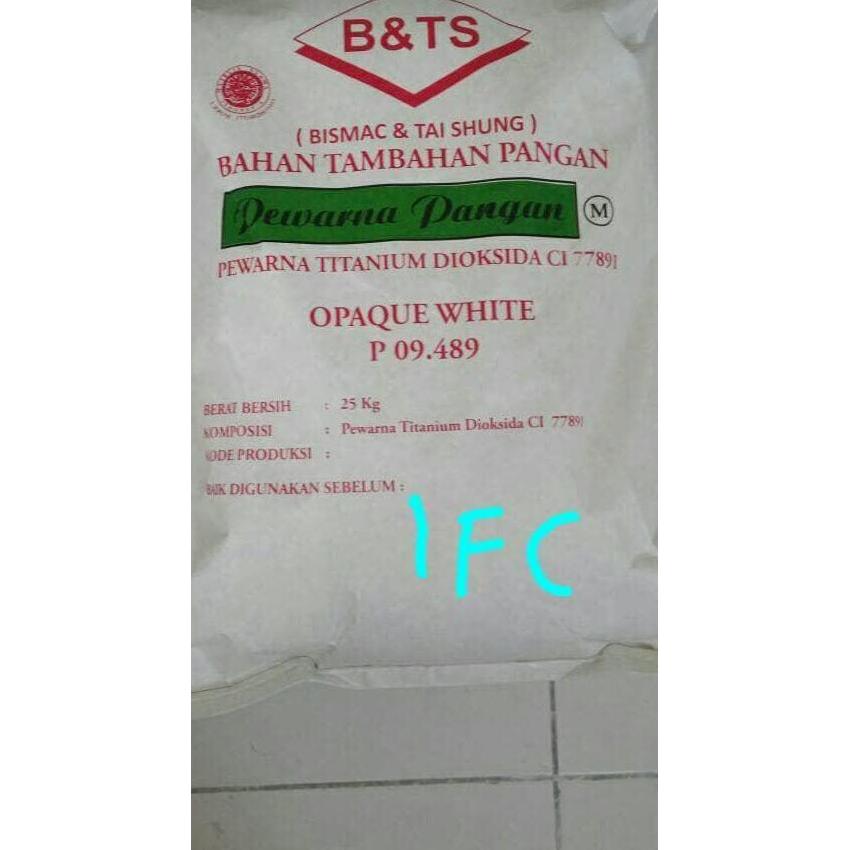 B&TS
( BISMAC & TAI SHUNG )
BAHAN TAMBAHAN PANGAN
Pewarna Pangan M
PEWARNA TITANIUM DIOKSIDA CI 77891
OPAQUE WHITE
P 09.489
BERAT BERSIH : 25 Kg
KOMPOSISI : Pewarna Titanium Dioksida CI 77891
KODE PRODUKSI :
BAIK DIGUNAKAN SEBELUM :
IFC